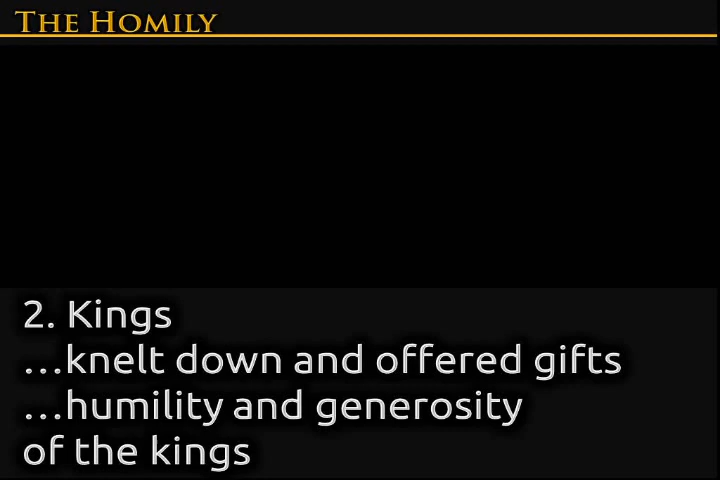 The Homily
2. Kings
...knelt down and offered gifts
...humility and generosity
of the kings